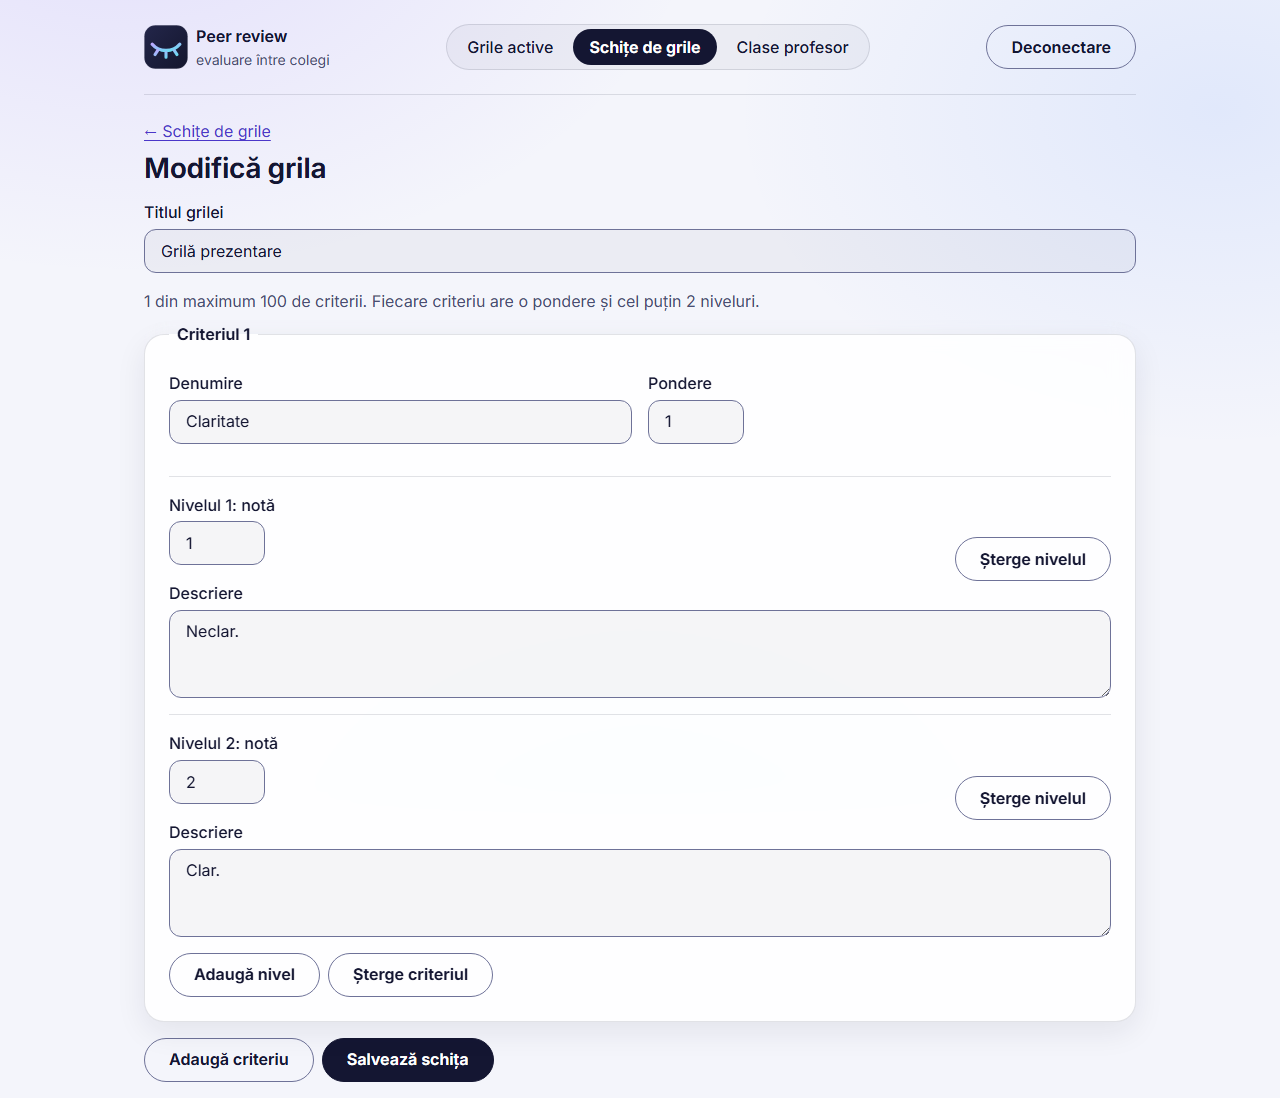 Peer review
evaluare între colegi
Grile active
Schițe de grile
Clase profesor
Deconectare
← Schițe de grile
Modifică grila
Titlul grilei
Grilă prezentare
1 din maximum 100 de criterii. Fiecare criteriu are o pondere și cel puțin 2 niveluri.
Criteriul 1
Denumire
Pondere
Claritate
1
Nivelul 1: notă
1
Șterge nivelul
Descriere
Neclar.
Nivelul 2: notă
2
Șterge nivelul
Descriere
Clar.
Adaugă nivel
Șterge criteriul
Adaugă criteriu
Salvează schița